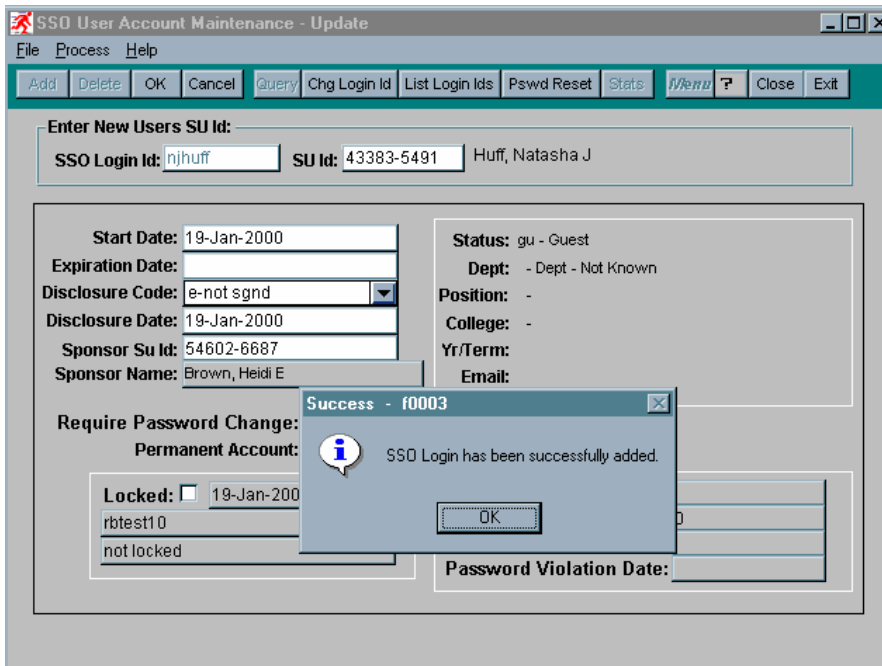 SSO User Account Maintenance - Update
File Process Help
Add Delete OK Cancel Query Chg Login Id List Login Ids Pswd Reset Stats Menu ? Close Exit
Enter New Users SU Id:
SSO Login Id: njhuff SU Id: 43383-5491 Huff, Natasha J
Start Date: 19-Jan-2000
Expiration Date:
Disclosure Code: e-not sgnd
Disclosure Date: 19-Jan-2000
Sponsor Su Id: 54602-6687
Sponsor Name: Brown, Heidi E
Status: gu - Guest
Dept: - Dept - Not Known
Position: -
College: -
Yr/Term:
Email:
Require Password Change:
Permanent Account:
Success - f0003
SSO Login has been successfully added.
OK
Locked: 19-Jan-200
rbtest10
not locked
Password Violation Date: